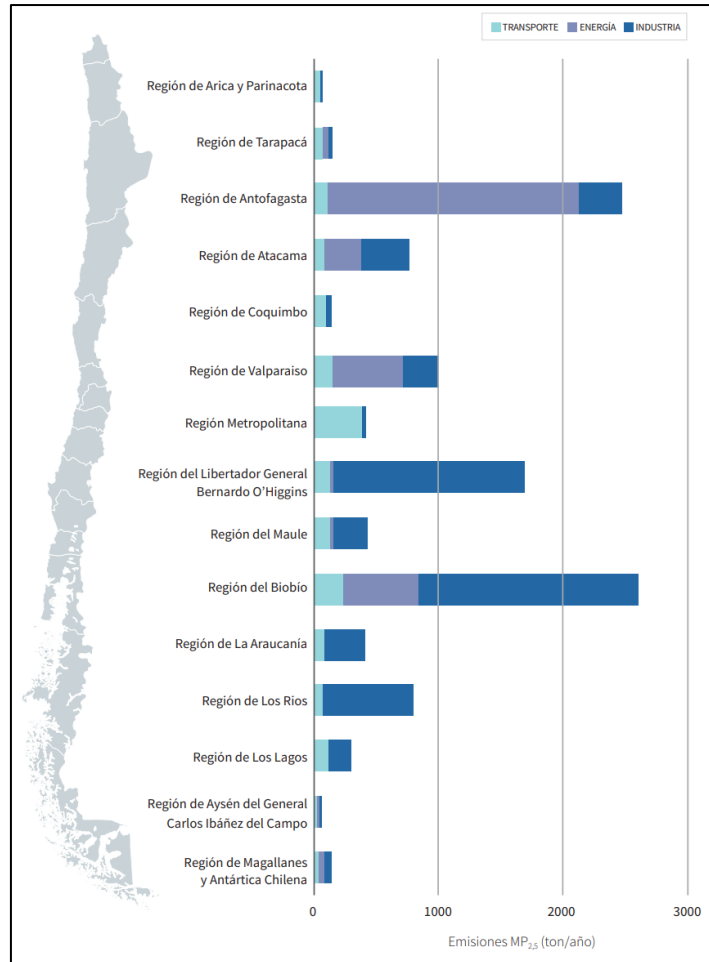 TRANSPORTE ENERGÍA INDUSTRIA
Región de Arica y Parinacota
Región de Tarapacá
Región de Antofagasta
Región de Atacama
Región de Coquimbo
Región de Valparaiso
Región Metropolitana
Región del Libertador General
Bernardo O'Higgins
Región del Maule
Región del Biobío
Región de La Araucanía
Región de Los Rios
Región de Los Lagos
Región de Aysén del General
Carlos Ibáñez del Campo
Región de Magallanes
y Antártica Chilena
0 1000 2000 3000
Emisiones MP2,5 (ton/año)